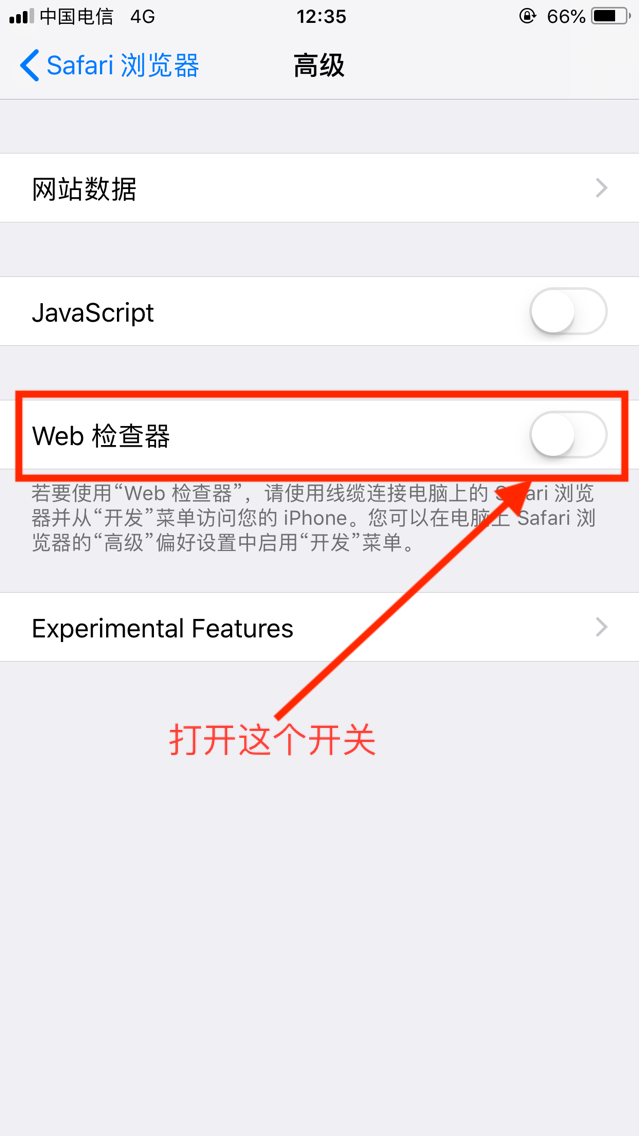 中国电信 4G 12:35 66%
Safari 浏览器 高级
网站数据
JavaScript
Web 检查器
若要使用“Web 检查器”，请使用线缆连接电脑上的 Safari 浏览
器并从“开发”菜单访问您的 iPhone。您可以在电脑上 Safari 浏
览器的“高级”偏好设置中启用“开发”菜单。
Experimental Features
打开这个开关